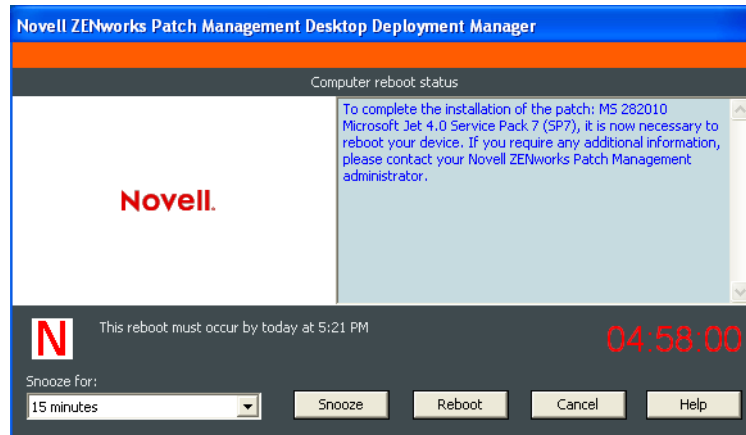 Novell ZENworks Patch Management Desktop Deployment Manager
Computer reboot status
To complete the installation of the patch: MS 282010
Microsoft Jet 4.0 Service Pack 7 (SP7), it is now necessary to
reboot your device. If you require any additional information,
please contact your Novell ZENworks Patch Management
administrator.
Novell.
N
This reboot must occur by today at 5:21 PM
04:58:00
Snooze for:
15 minutes
Snooze
Reboot
Cancel
Help